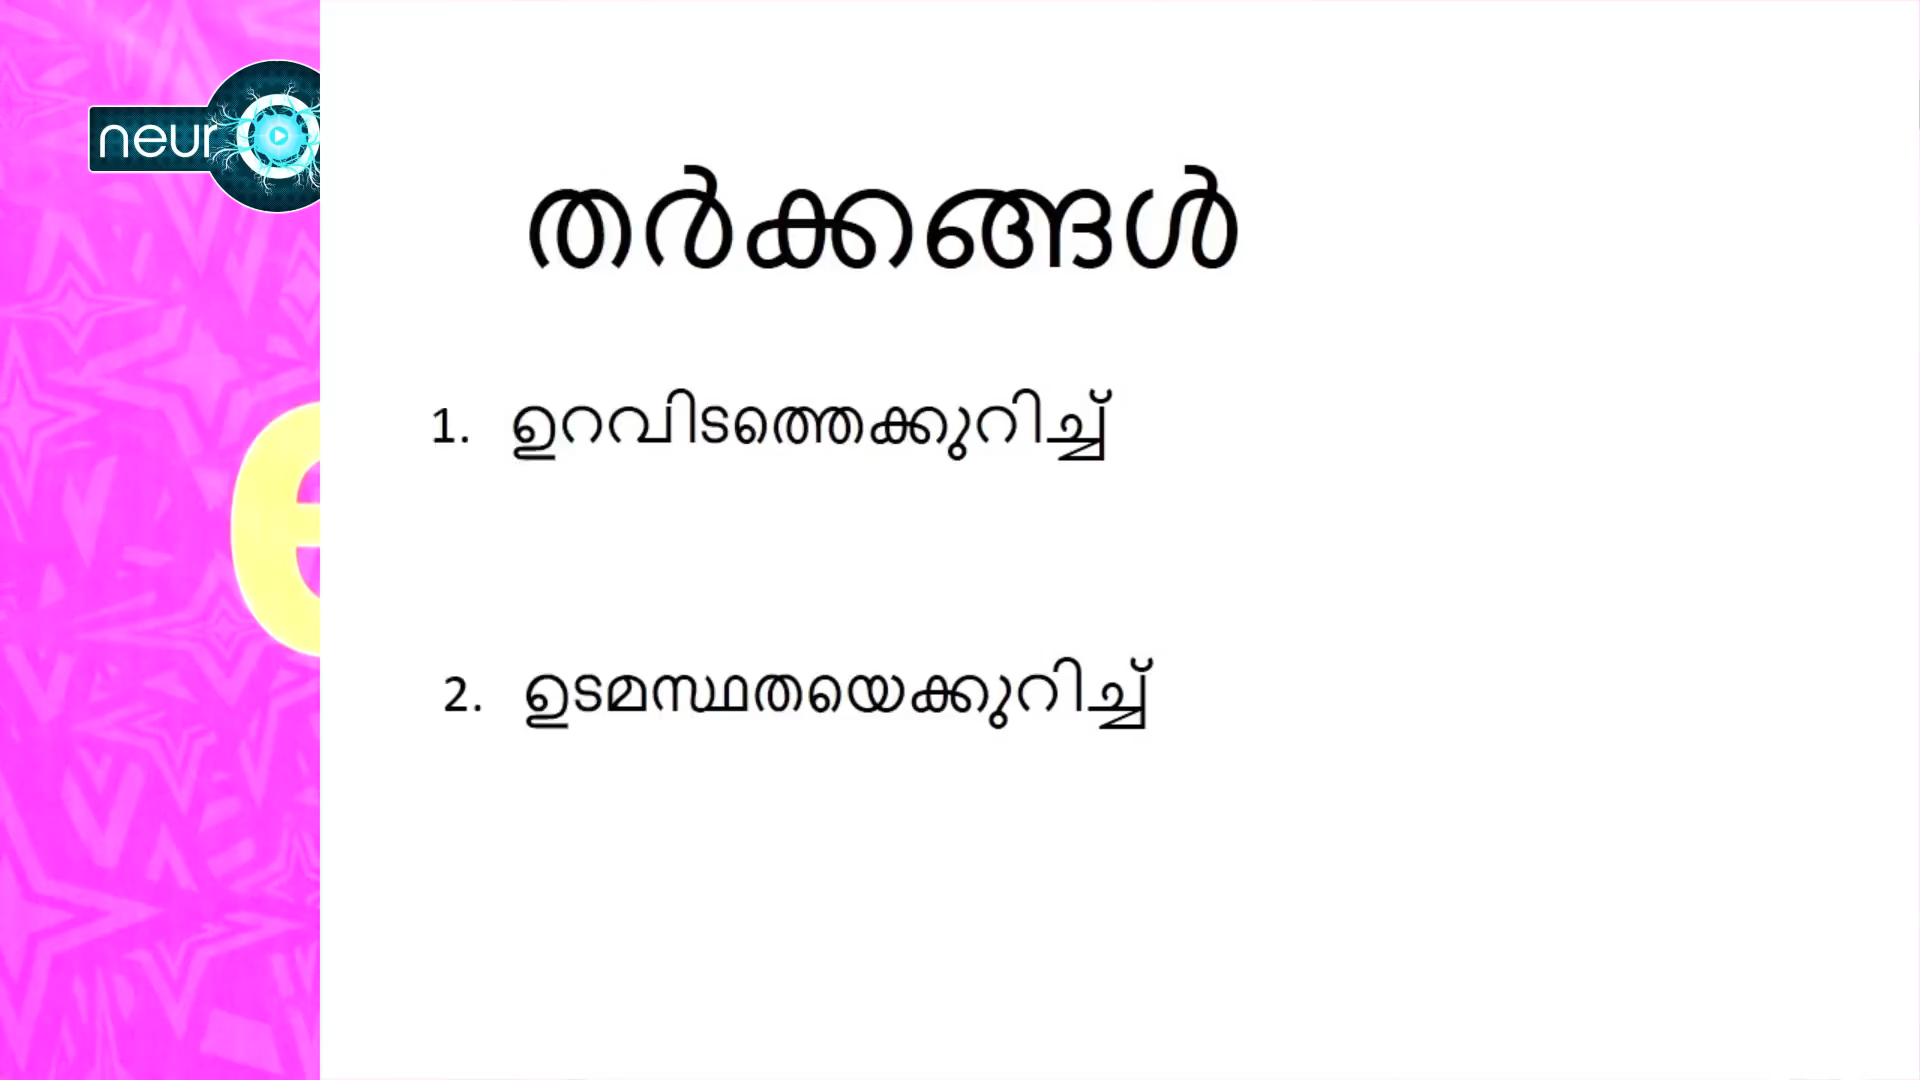 neur
തർക്കങ്ങൾ
1. ഉറവിടത്തെക്കുറിച്ച്
2. ഉടമസ്ഥതയെക്കുറിച്ച്
e